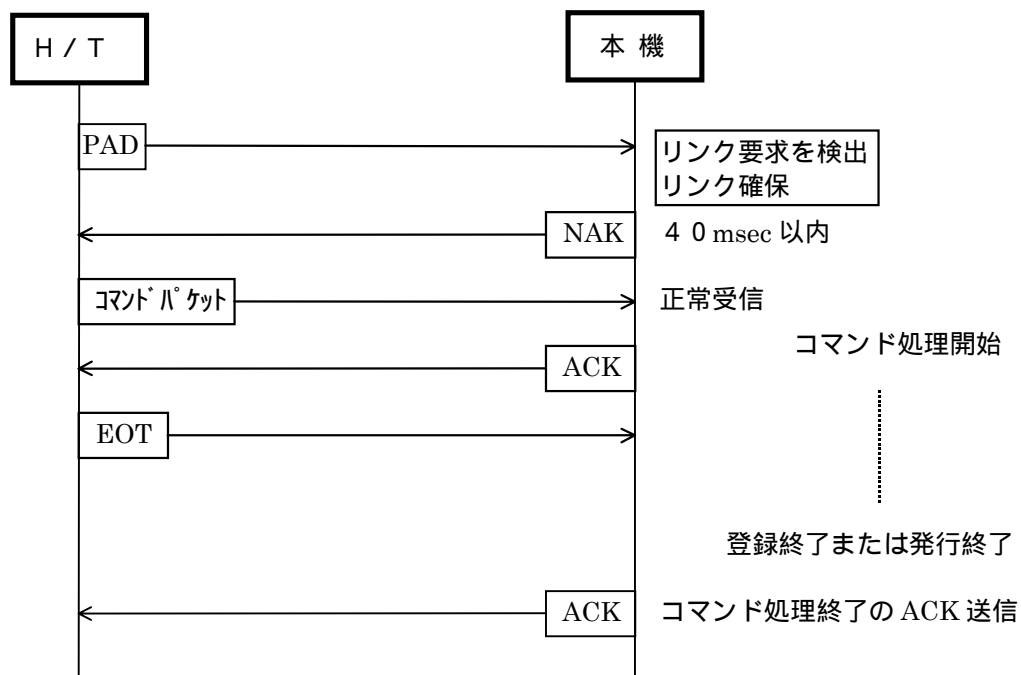 H/T
本 機
PAD
リンク要求を検出
リンク確保
NAK
４０msec 以内
ｺﾏﾝﾄﾞﾊﾟｹｯﾄ
正常受信
コマンド処理開始
ACK
EOT
登録終了または発行終了
ACK
コマンド処理終了の ACK 送信